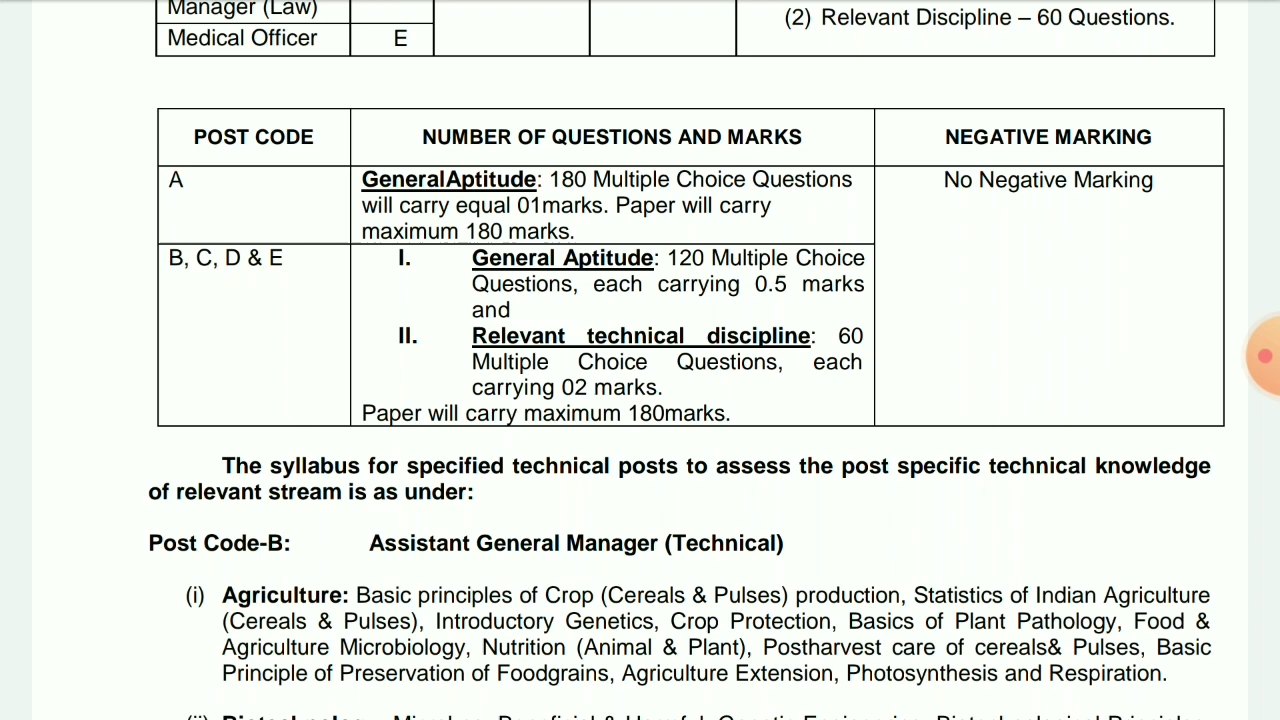 Manager (Law)
(2) Relevant Discipline – 60 Questions.
Medical Officer E
POST CODE NUMBER OF QUESTIONS AND MARKS NEGATIVE MARKING
A GeneralAptitude: 180 Multiple Choice Questions No Negative Marking
will carry equal 01marks. Paper will carry
maximum 180 marks.
B, C, D & E I. General Aptitude: 120 Multiple Choice
Questions, each carrying 0.5 marks
and
II. Relevant technical discipline: 60
Multiple Choice Questions, each
carrying 02 marks.
Paper will carry maximum 180marks.
The syllabus for specified technical posts to assess the post specific technical knowledge
of relevant stream is as under:
Post Code-B: Assistant General Manager (Technical)
(i) Agriculture: Basic principles of Crop (Cereals & Pulses) production, Statistics of Indian Agriculture
(Cereals & Pulses), Introductory Genetics, Crop Protection, Basics of Plant Pathology, Food &
Agriculture Microbiology, Nutrition (Animal & Plant), Postharvest care of cereals& Pulses, Basic
Principle of Preservation of Foodgrains, Agriculture Extension, Photosynthesis and Respiration.